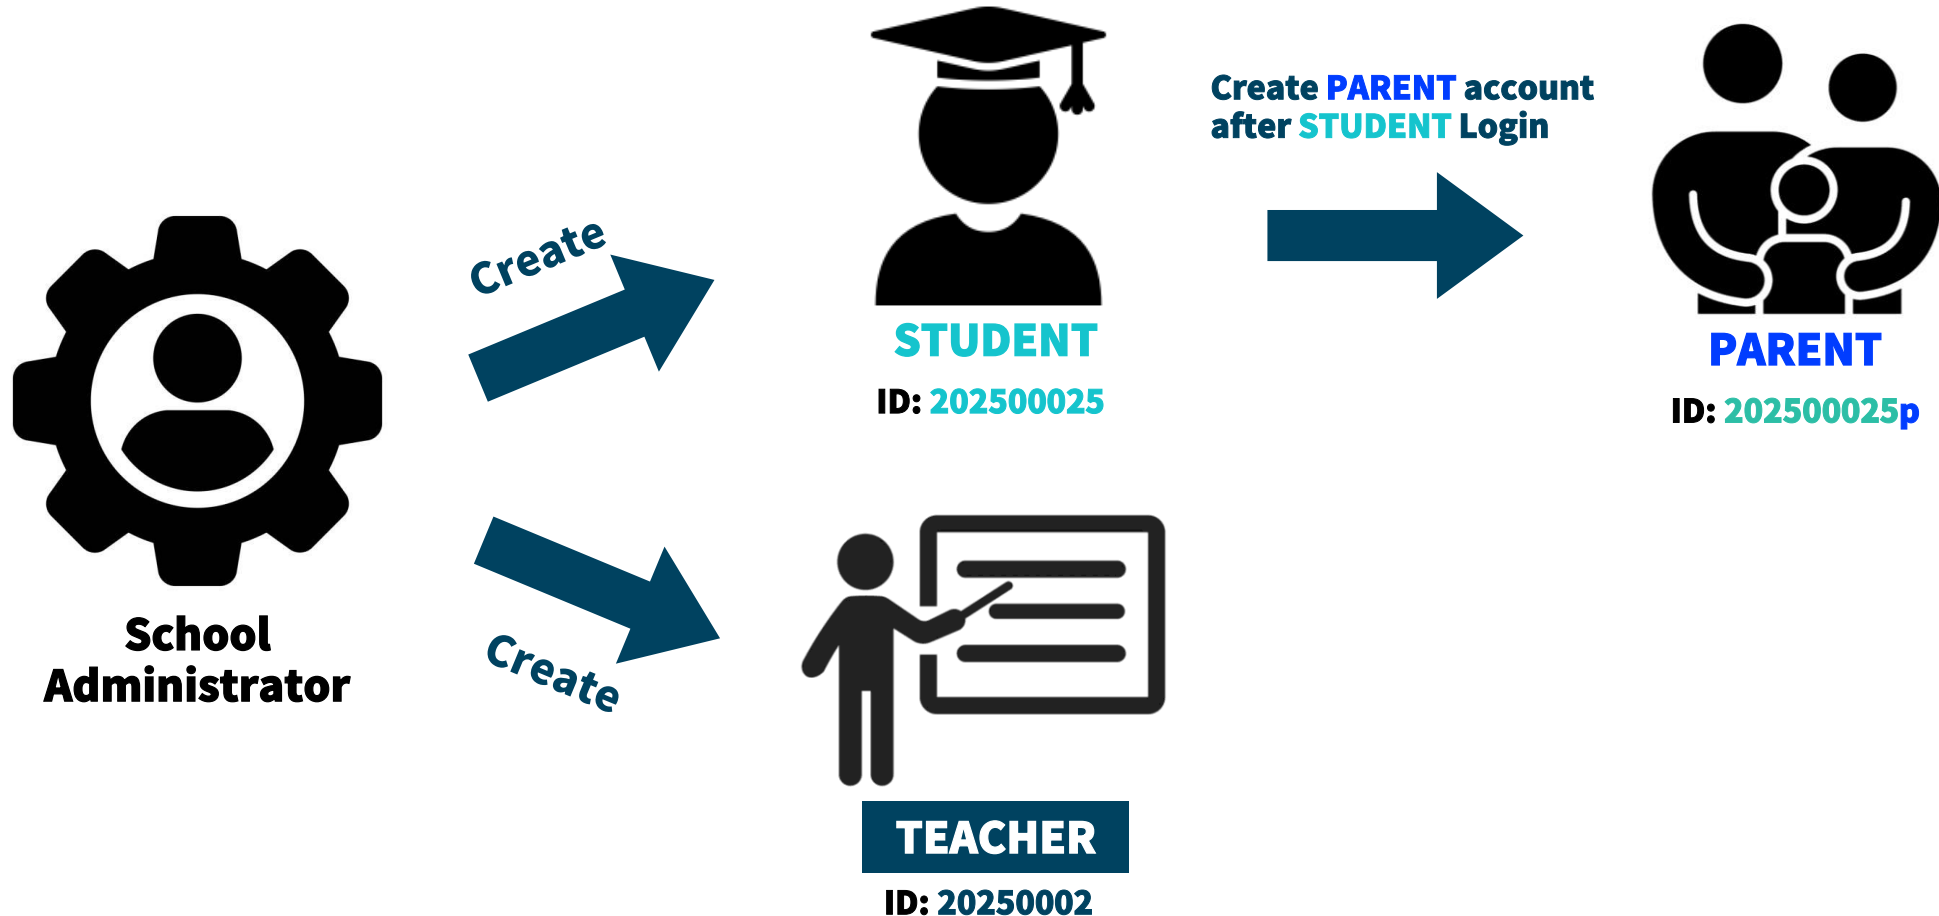 Create PARENT account
after STUDENT Login
Create
STUDENT
ID: 202500025
PARENT
ID: 202500025p
School
Administrator
Create
TEACHER
ID: 20250002